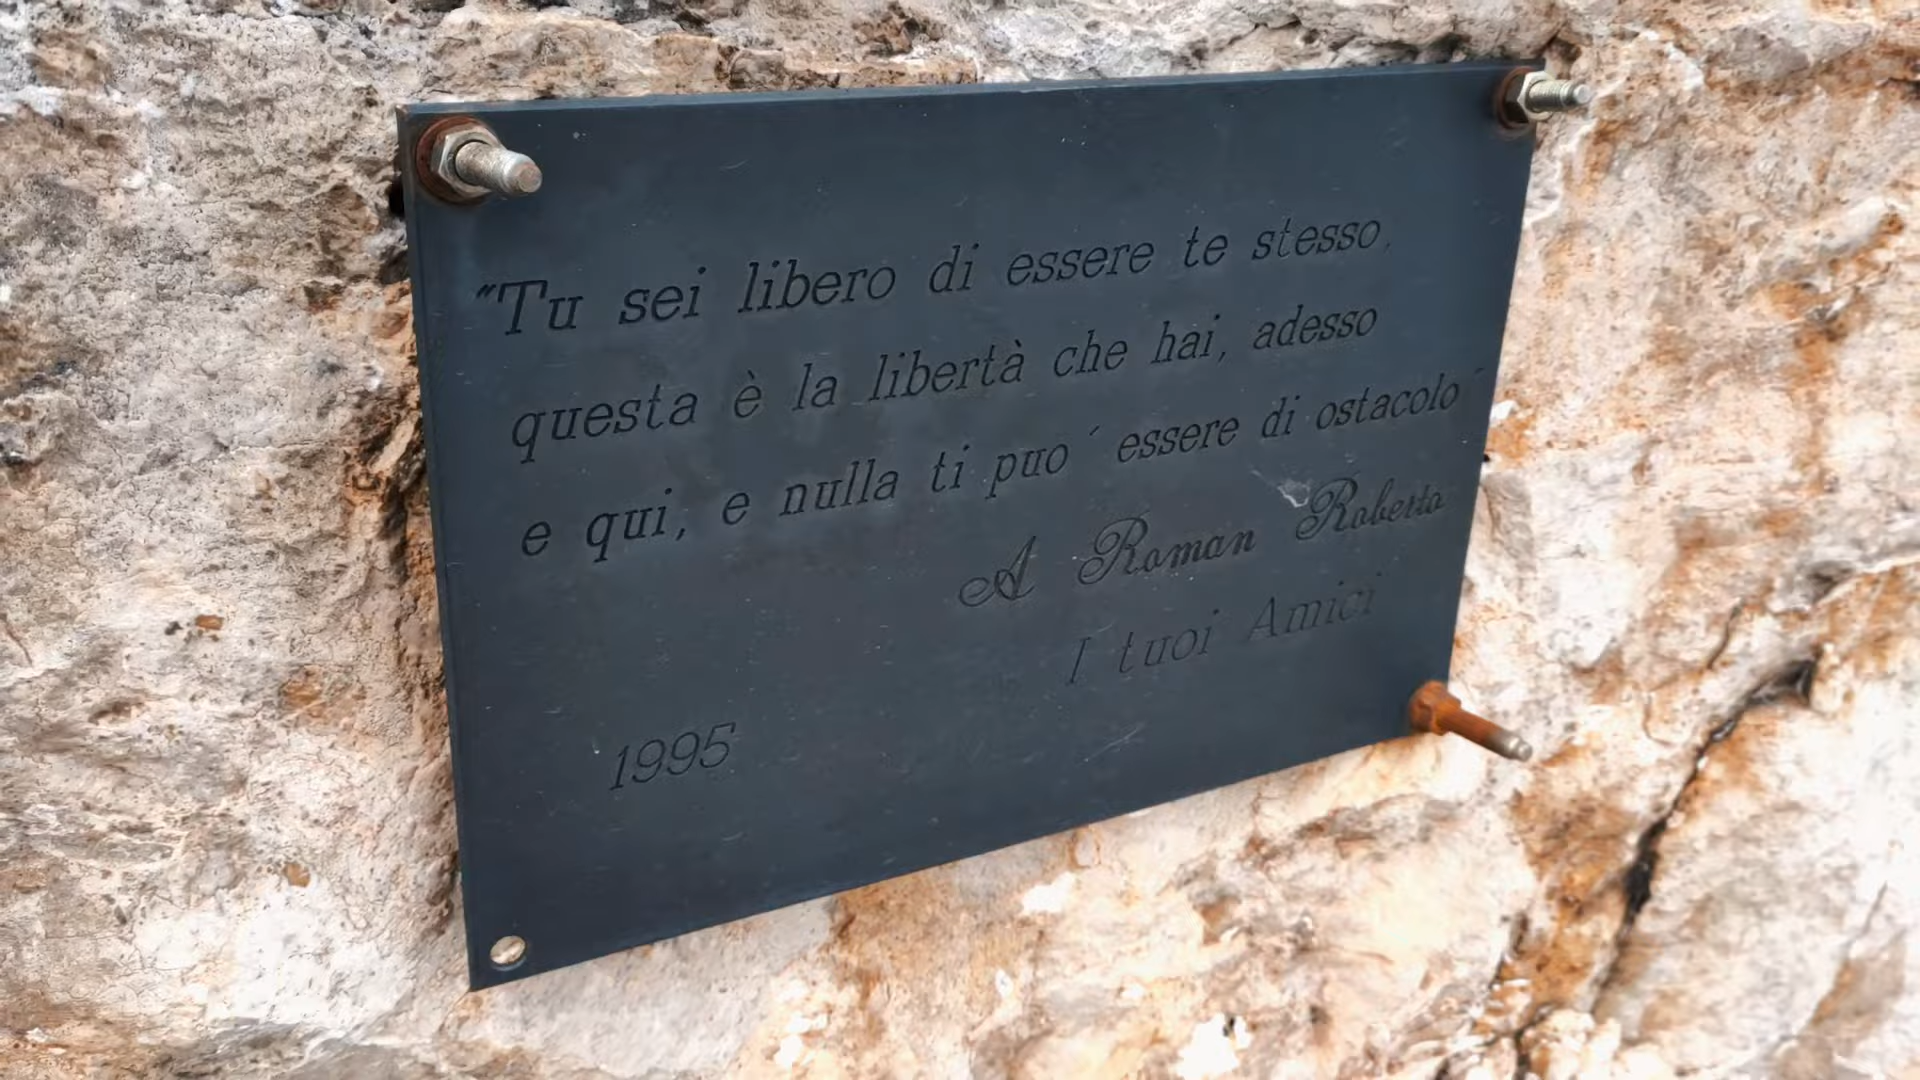 "Tu sei libero di essere te stesso,
questa è la libertà che hai, adesso
e qui, e nulla ti puo´ essere di ostacolo´
A Roman Roberto
I tuoi Amici
1995